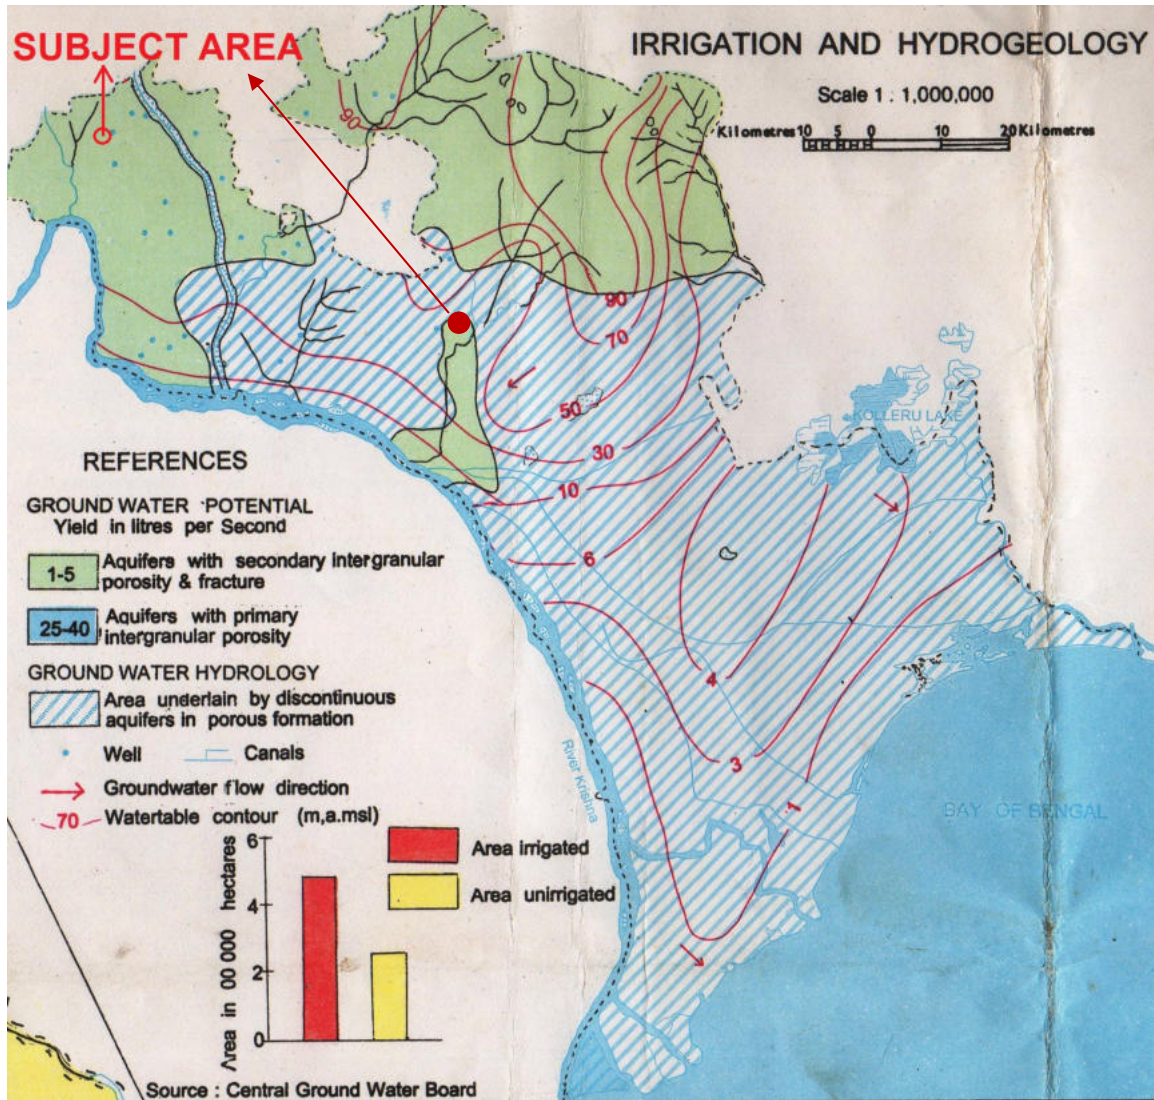 SUBJECT AREA
IRRIGATION AND HYDROGEOLOGY
Scale 1 : 1,000,000
Kilometres 10 5 0 10 20 Kilometres
90
90
70
50
30
10
6
4
3
1
KOLLERU LAKE
River Krishna
BAY OF BENGAL
REFERENCES
GROUND WATER POTENTIAL
Yield in litres per Second
1-5 Aquifers with secondary intergranular
porosity & fracture
25-40 Aquifers with primary
intergranular porosity
GROUND WATER HYDROLOGY
Area underlain by discontinuous
aquifers in porous formation
Well Canals
Groundwater flow direction
70 Watertable contour (m,a.msl)
Area in 00 000 hectares
6
4
2
0
Area irrigated
Area unirrigated
Source : Central Ground Water Board